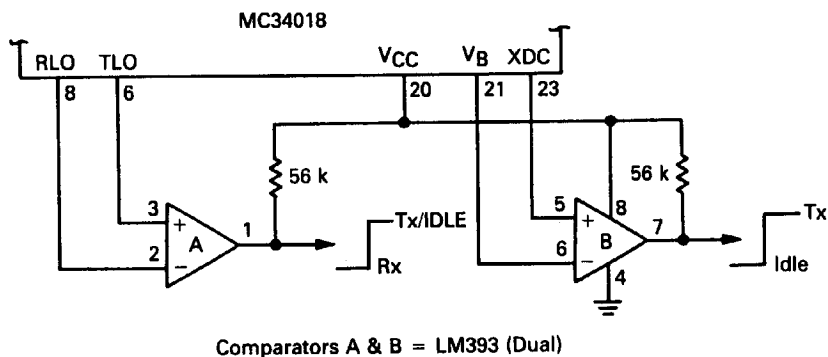 MC34018
RLO TLO VCC VB XDC
8 6 20 21 23
56 k 56 k
3 + A 1 Tx/IDLE
2 − Rx
5 + B 8 7 Tx
6 − 4 Idle
Comparators A & B = LM393 (Dual)